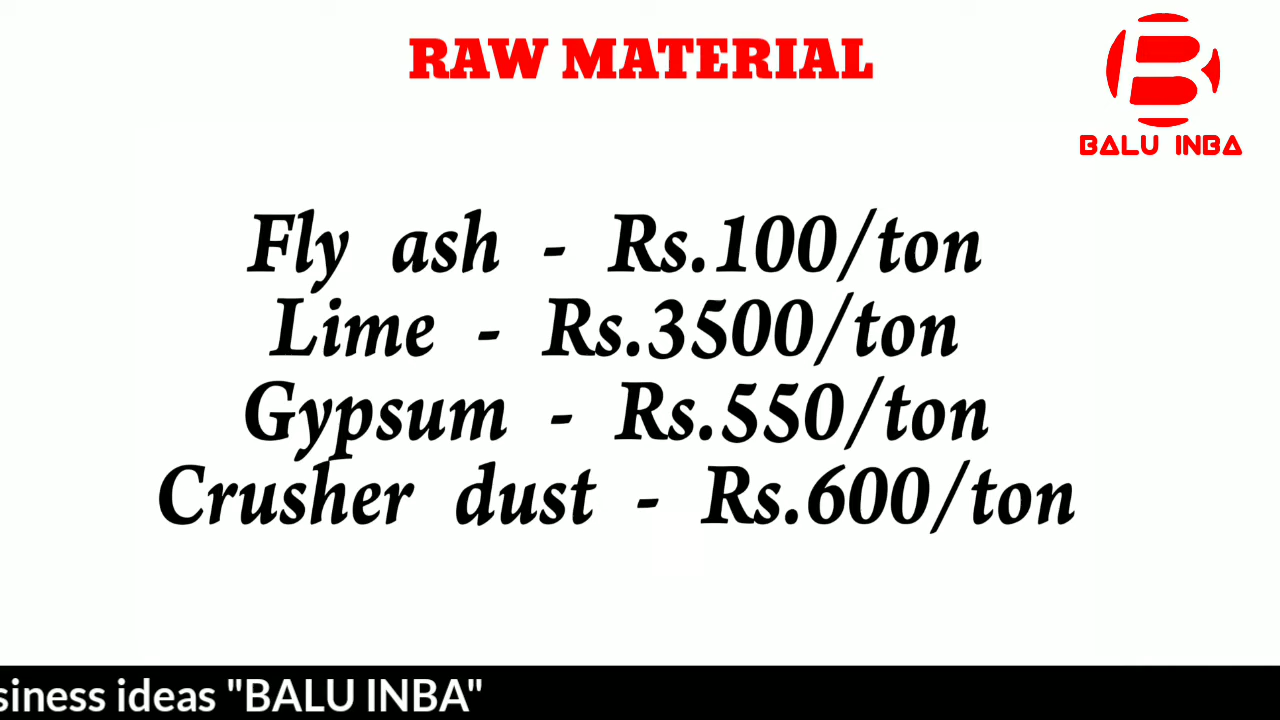 RAW MATERIAL
BALU INBA
Fly ash - Rs.100/ton
Lime - Rs.3500/ton
Gypsum - Rs.550/ton
Crusher dust - Rs.600/ton
siness ideas "BALU INBA"